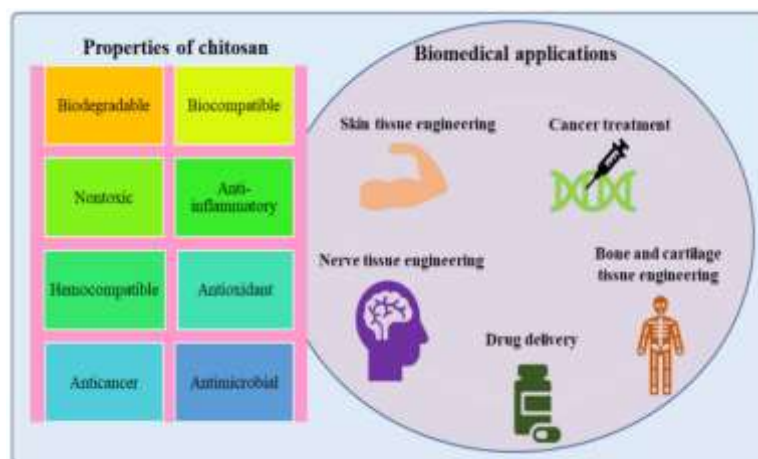 Properties of chitosan
Biodegradable
Biocompatible
Nontoxic
Anti-
inflammatory
Hemocompatible
Antioxidant
Anticancer
Antimicrobial
Biomedical applications
Skin tissue engineering
Cancer treatment
Nerve tissue engineering
Bone and cartilage
tissue engineering
Drug delivery